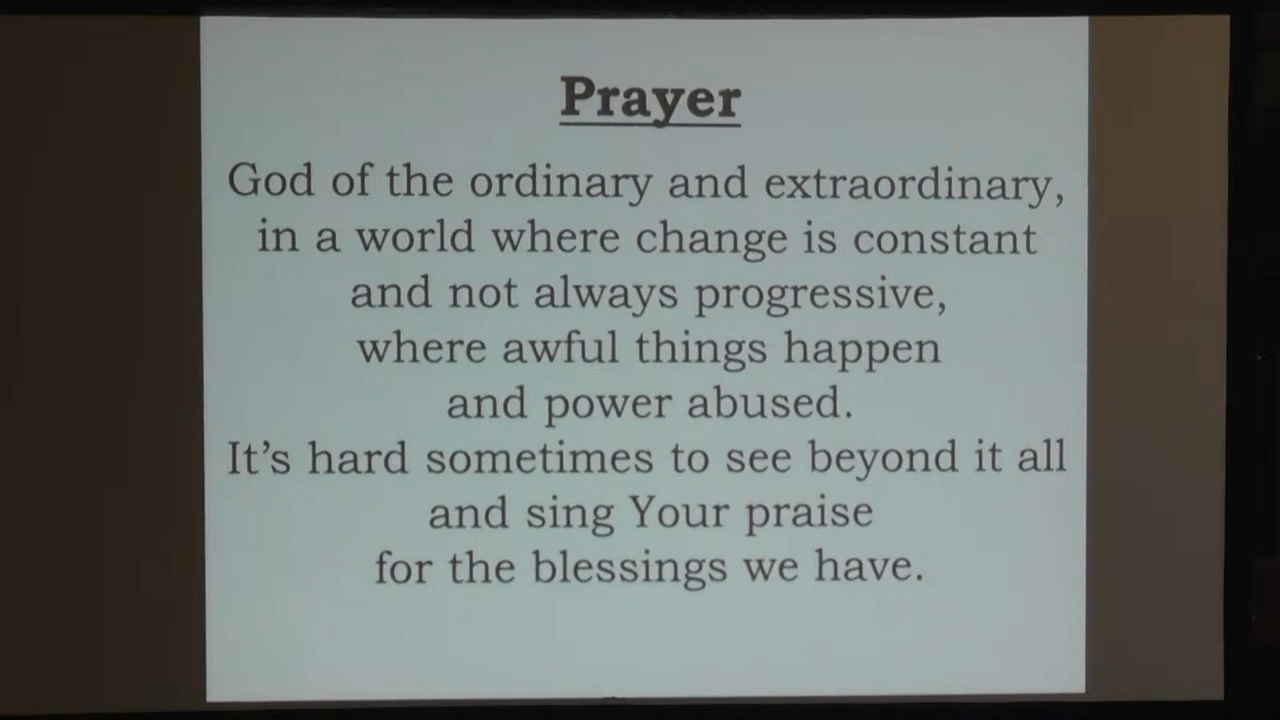 Prayer
God of the ordinary and extraordinary,
in a world where change is constant
and not always progressive,
where awful things happen
and power abused.
It's hard sometimes to see beyond it all
and sing Your praise
for the blessings we have.